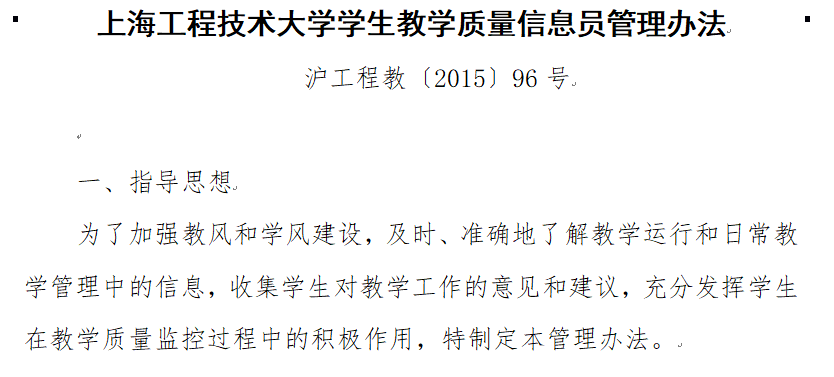 上海工程技术大学学生教学质量信息员管理办法
沪工程教〔2015〕96 号
一、指导思想
为了加强教风和学风建设，及时、准确地了解教学运行和日常教
学管理中的信息，收集学生对教学工作的意见和建议，充分发挥学生
在教学质量监控过程中的积极作用，特制定本管理办法。